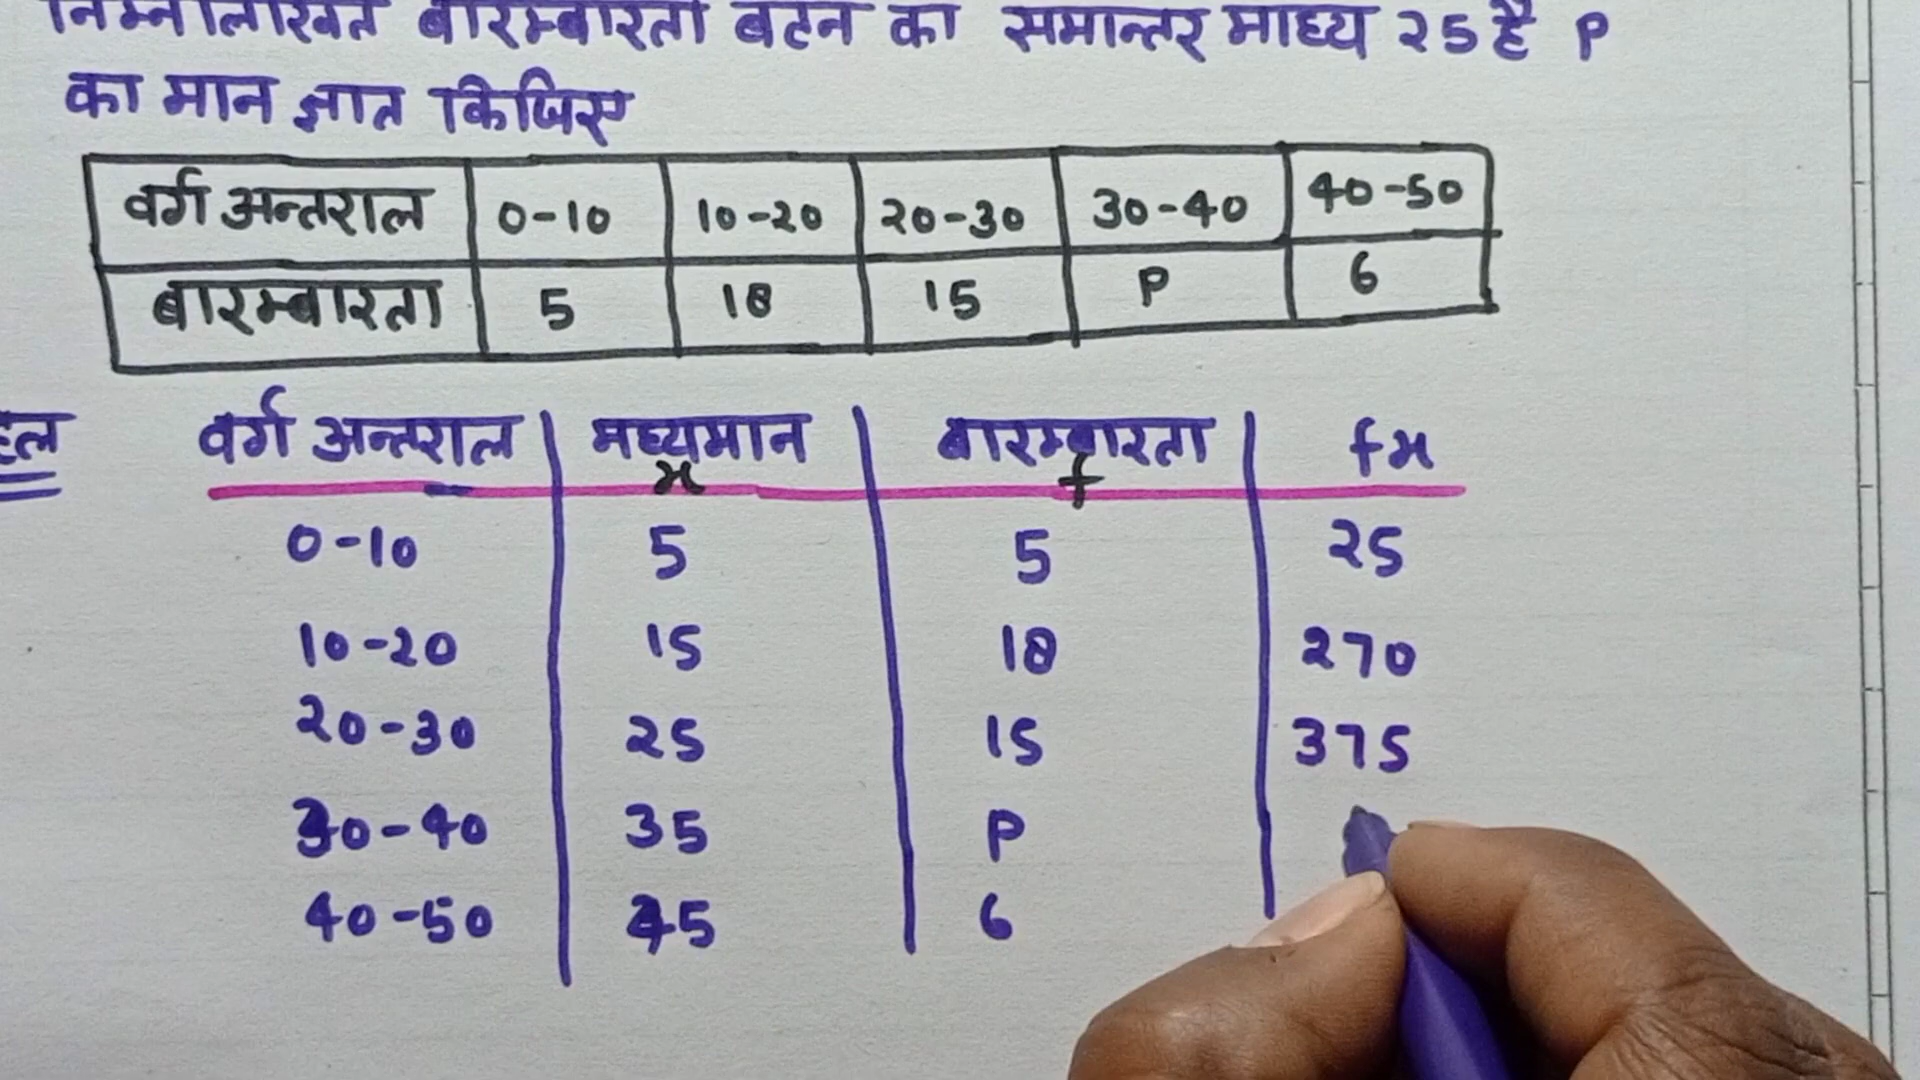 निम्नलिखित बारम्बारता बटन का समान्तर माध्य 25 है P
का मान ज्ञात किजिए
वर्ग अन्तराल 0-10 10-20 20-30 30-40 40-50
बारम्बारता 5 18 15 P 6
हल वर्ग अन्तराल मध्यमान बारम्बारता fx
x f
0-10 5 5 25
10-20 15 18 270
20-30 25 15 375
30-40 35 P
40-50 45 6